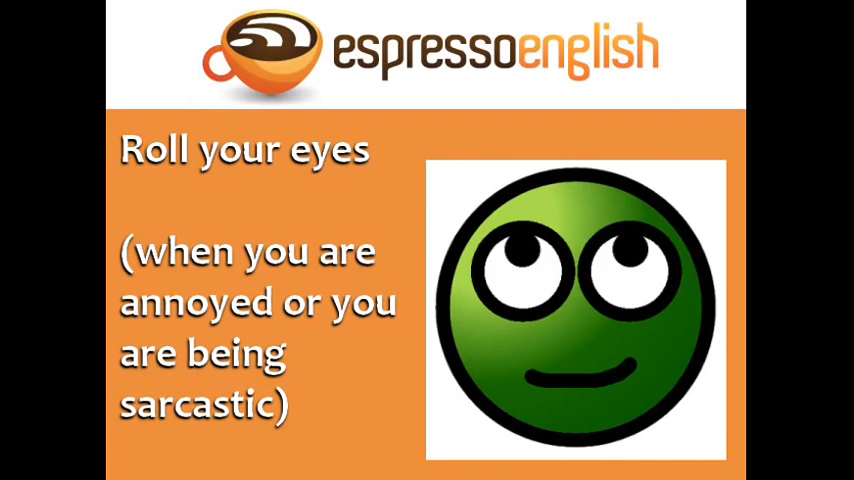 espressoenglish
Roll your eyes
(when you are
annoyed or you
are being
sarcastic)